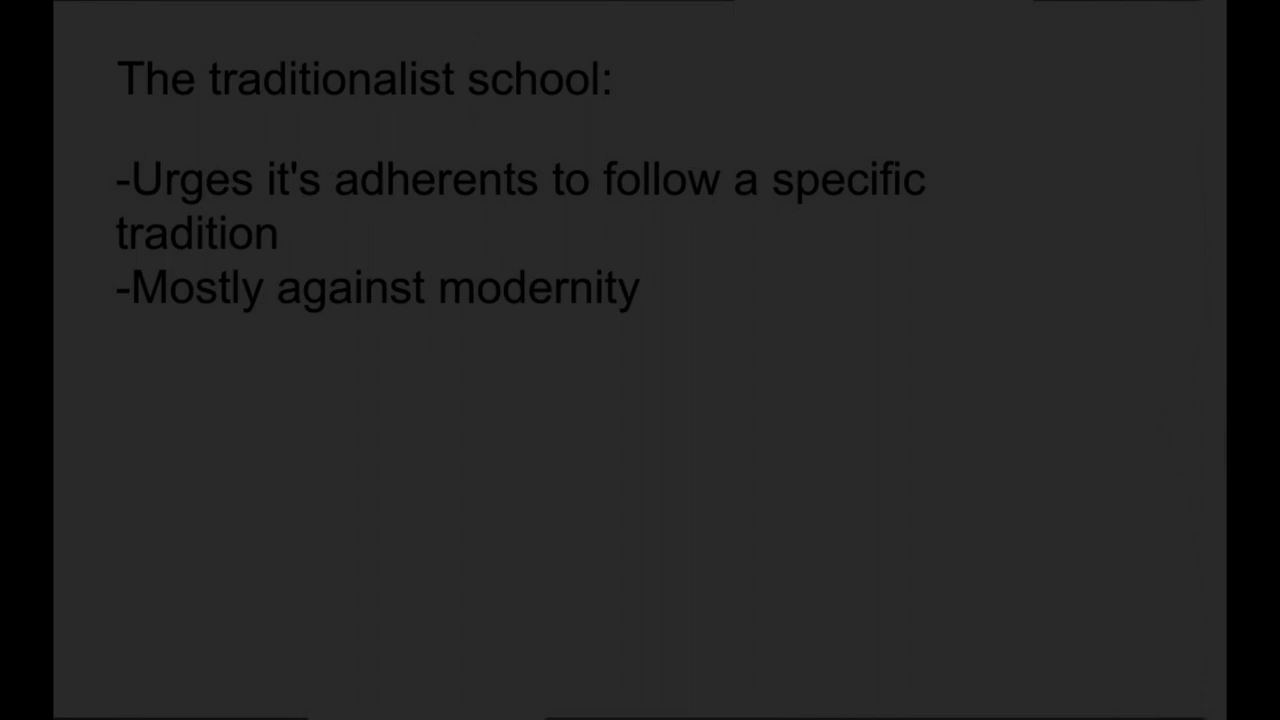 The traditionalist school:
-Urges it's adherents to follow a specific
tradition
-Mostly against modernity